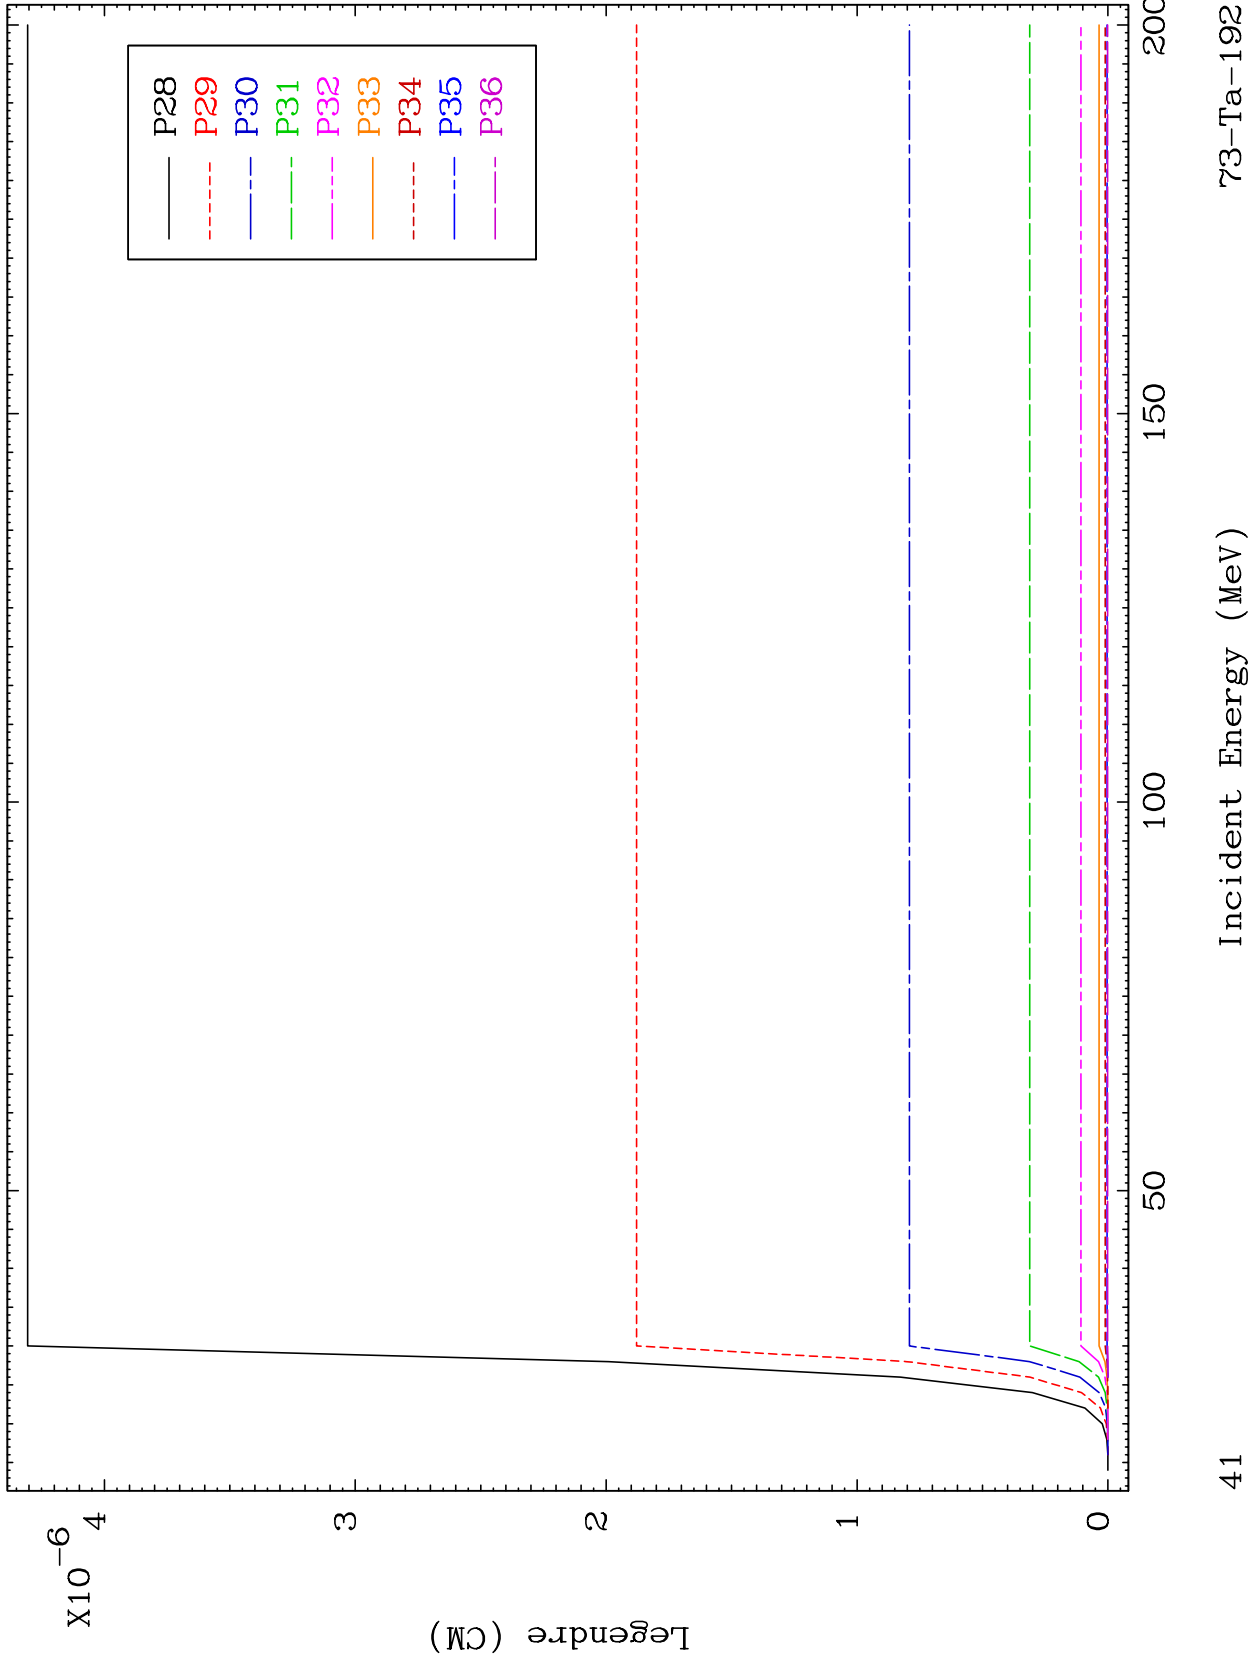 X10⁻⁶
4
3
2
1
0
Legendre (CM)
P28
P29
P30
P31
P32
P33
P34
P35
P36
50
100
150
200
Incident Energy (MeV)
41
73-Ta-192